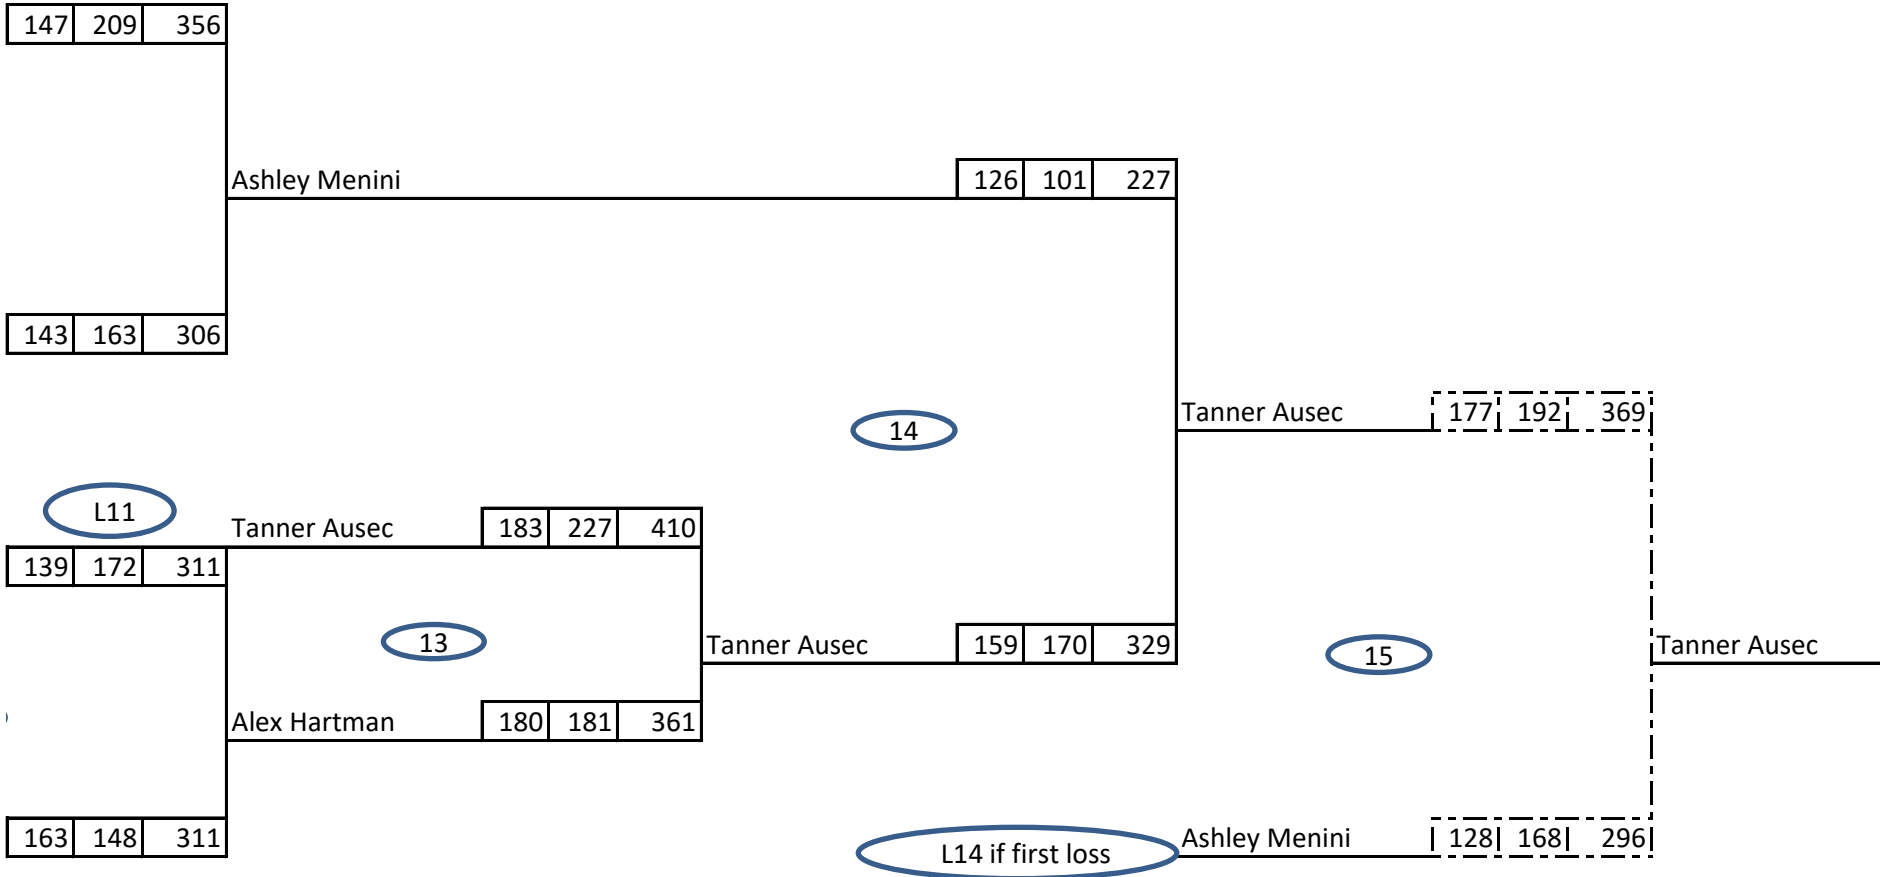 147 209 356
Ashley Menini 126 101 227
143 163 306
Tanner Ausec 177 192 369
14
L11
Tanner Ausec 183 227 410
139 172 311
13
Tanner Ausec 159 170 329
15
Tanner Ausec
Alex Hartman 180 181 361
163 148 311
L14 if first loss
Ashley Menini 128 168 296